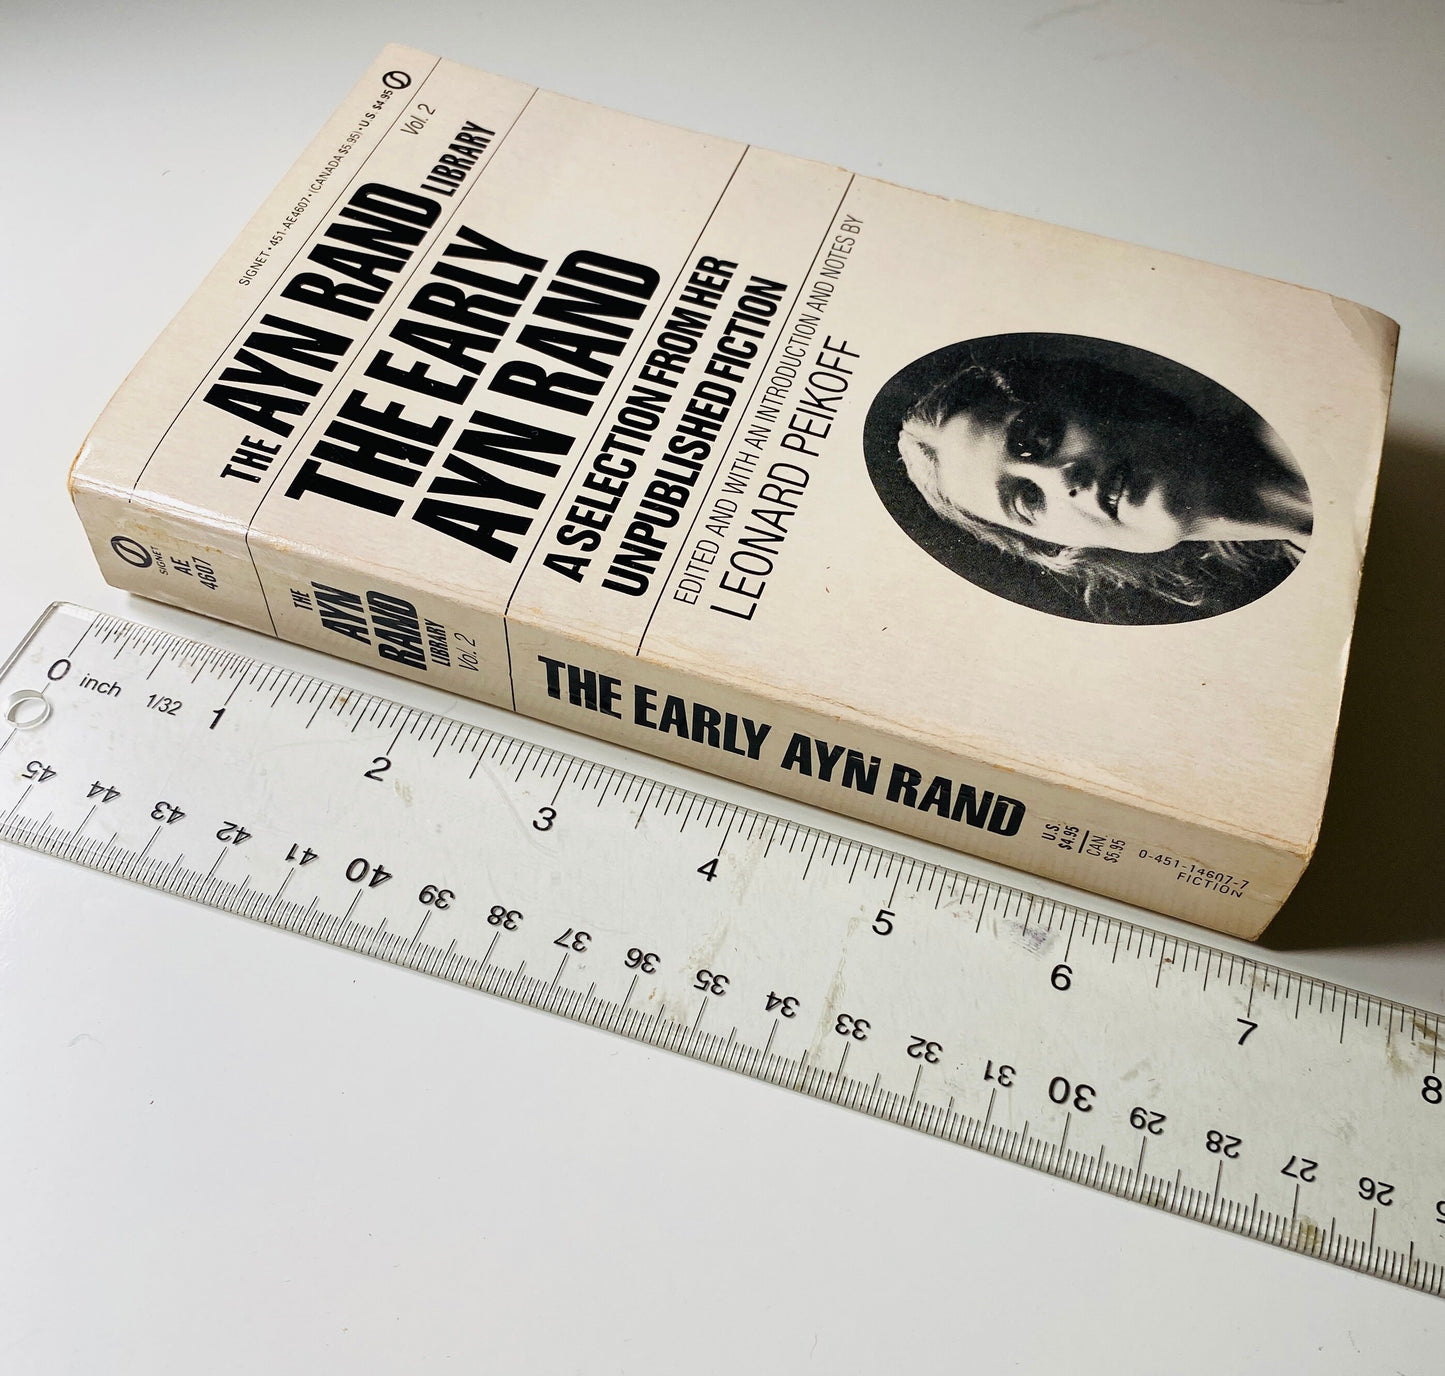 SIGNET • 451-AE4607 • (CANADA $5.95) • U.S. $4.95
Vol. 2
THE AYN RAND LIBRARY
THE EARLY
AYN RAND
A SELECTION FROM HER
UNPUBLISHED FICTION
EDITED AND WITH AN INTRODUCTION AND NOTES BY
LEONARD PEIKOFF
SIGNET
AE
4607
THE
AYN
RAND
LIBRARY
Vol. 2
THE EARLY AYN RAND
U.S.
$4.95
CAN.
$5.95
0-451-14607-7
FICTION
0 inch 1/32 1 2 3 4 5 6 7 8
45 44 43 42 41 40 39 38 37 36 35 34 33 32 31 30 29 28 27 26